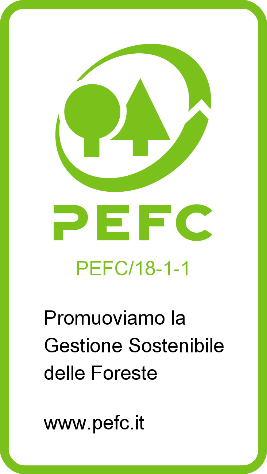 PEFC
PEFC/18-1-1
Promuoviamo la
Gestione Sostenibile
delle Foreste
www.pefc.it